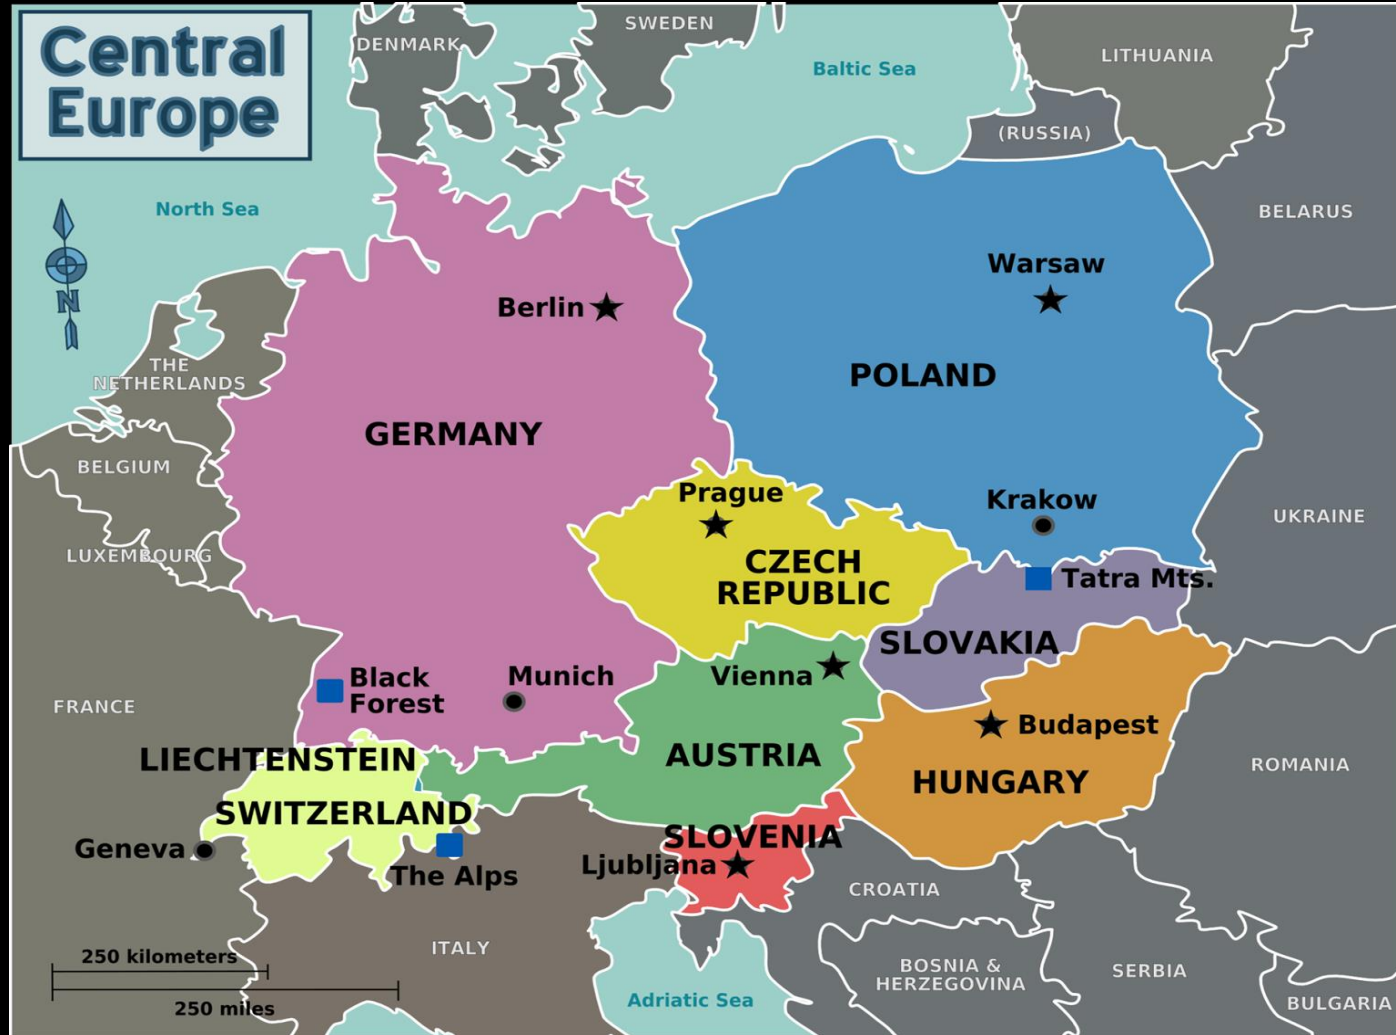 Central
Europe
DENMARK
SWEDEN
Baltic Sea
LITHUANIA
(RUSSIA)
North Sea
BELARUS
N
Warsaw
Berlin
THE
NETHERLANDS
POLAND
GERMANY
BELGIUM
Prague
Krakow
UKRAINE
LUXEMBOURG
CZECH
REPUBLIC
Tatra Mts.
SLOVAKIA
Black
Forest
Munich
Vienna
FRANCE
Budapest
LIECHTENSTEIN
AUSTRIA
ROMANIA
HUNGARY
SWITZERLAND
SLOVENIA
Geneva
Ljubljana
The Alps
CROATIA
ITALY
250 kilometers
BOSNIA &
HERZEGOVINA
SERBIA
250 miles
Adriatic Sea
BULGARIA